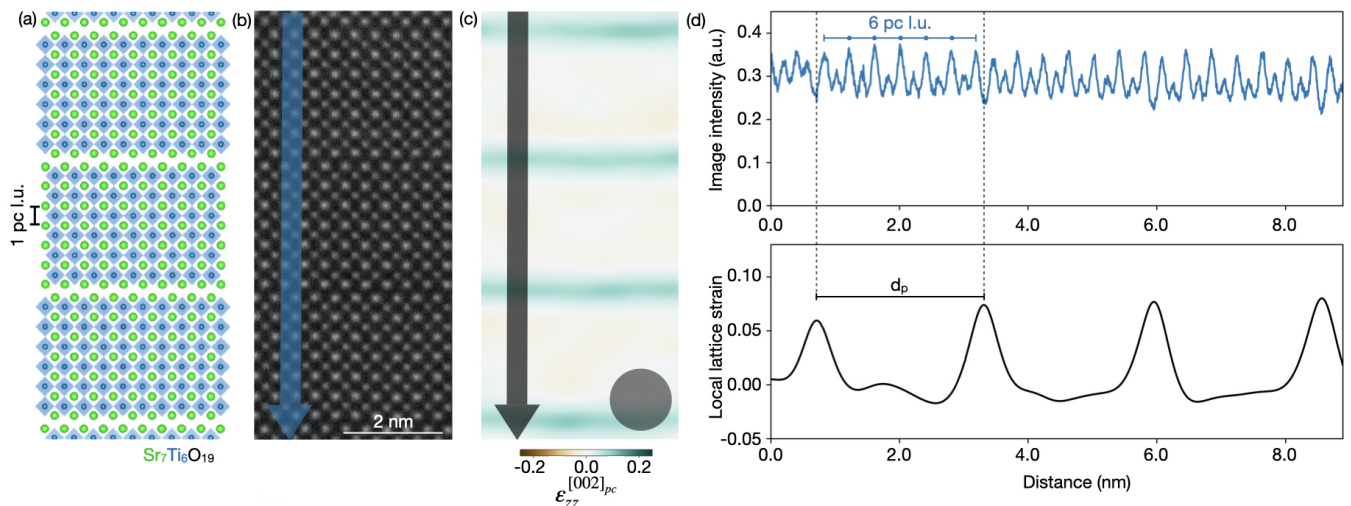 (a)
(b)
(c)
(d)
1 pc l.u.
Sr₇Ti₆O₁₉
2 nm
-0.2 0.0 0.2
ε_zz^[002]pc
Image intensity (a.u.)
0.4
0.3
0.2
0.1
0.0
6 pc l.u.
0.0 2.0 4.0 6.0 8.0
Local lattice strain
0.10
0.05
0.00
-0.05
dₚ
0.0 2.0 4.0 6.0 8.0
Distance (nm)